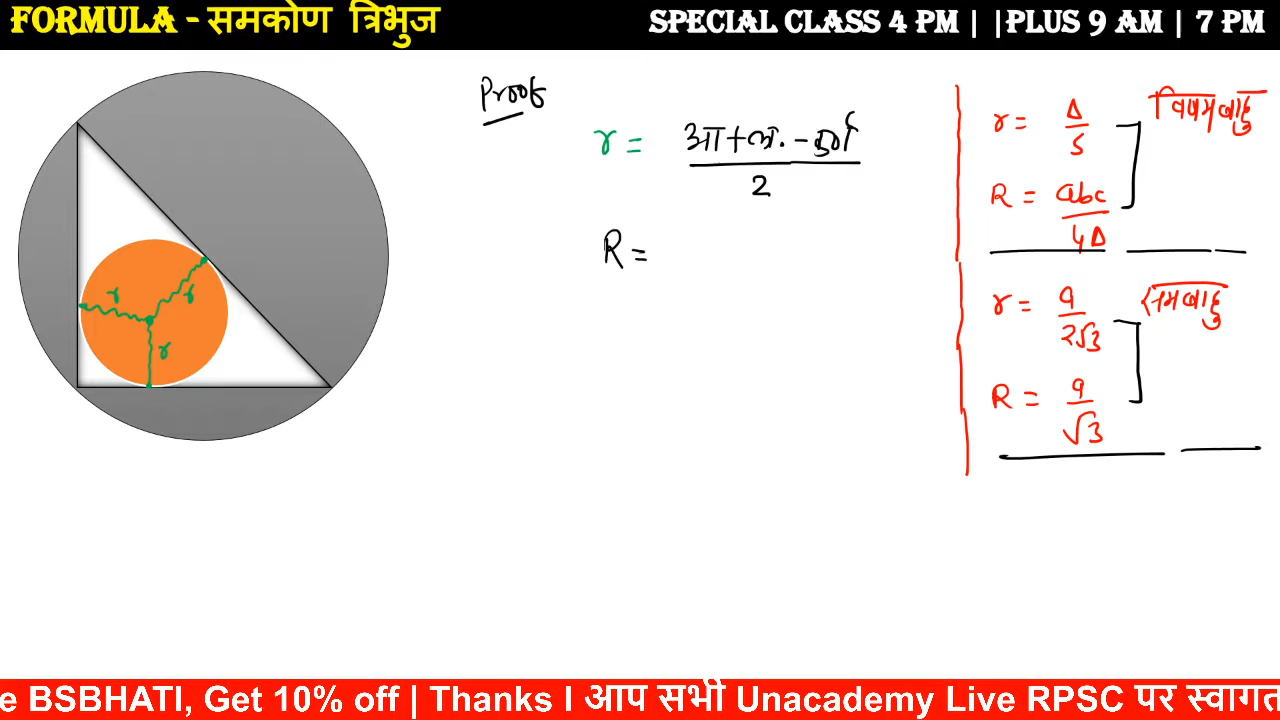 FORMULA - समकोण त्रिभुज
SPECIAL CLASS 4 PM | |PLUS 9 AM | 7 PM
Proof
r = आ+ल.-कर्ण
2
R =
r
r
r
r = Δ
S
विषमबाहु
R = abc
4Δ
r = a
2√3
समबाहु
R = a
√3
e BSBHATI, Get 10% off | Thanks I आप सभी Unacademy Live RPSC पर स्वागत